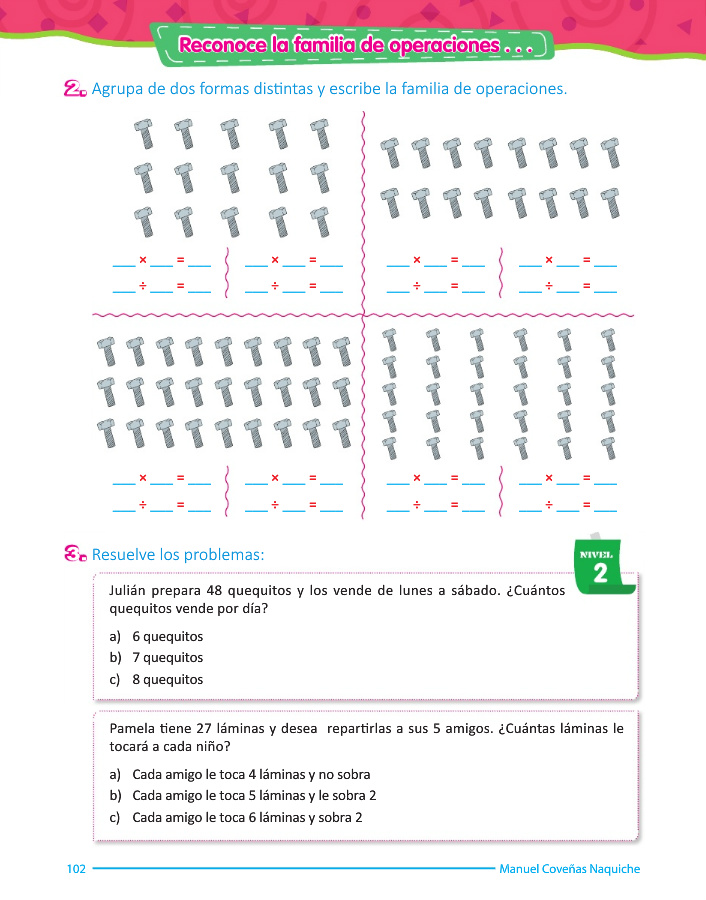 Reconoce la familia de operaciones . . .
2. Agrupa de dos formas distintas y escribe la familia de operaciones.
___ × ___ = ___ ___ × ___ = ___ ___ × ___ = ___ ___ × ___ = ___
___ ÷ ___ = ___ ___ ÷ ___ = ___ ___ ÷ ___ = ___ ___ ÷ ___ = ___
___ × ___ = ___ ___ × ___ = ___ ___ × ___ = ___ ___ × ___ = ___
___ ÷ ___ = ___ ___ ÷ ___ = ___ ___ ÷ ___ = ___ ___ ÷ ___ = ___
3. Resuelve los problemas:
NIVEL
2
Julián prepara 48 quequitos y los vende de lunes a sábado. ¿Cuántos
quequitos vende por día?
a) 6 quequitos
b) 7 quequitos
c) 8 quequitos
Pamela tiene 27 láminas y desea repartirlas a sus 5 amigos. ¿Cuántas láminas le
tocará a cada niño?
a) Cada amigo le toca 4 láminas y no sobra
b) Cada amigo le toca 5 láminas y le sobra 2
c) Cada amigo le toca 6 láminas y sobra 2
102
Manuel Coveñas Naquiche